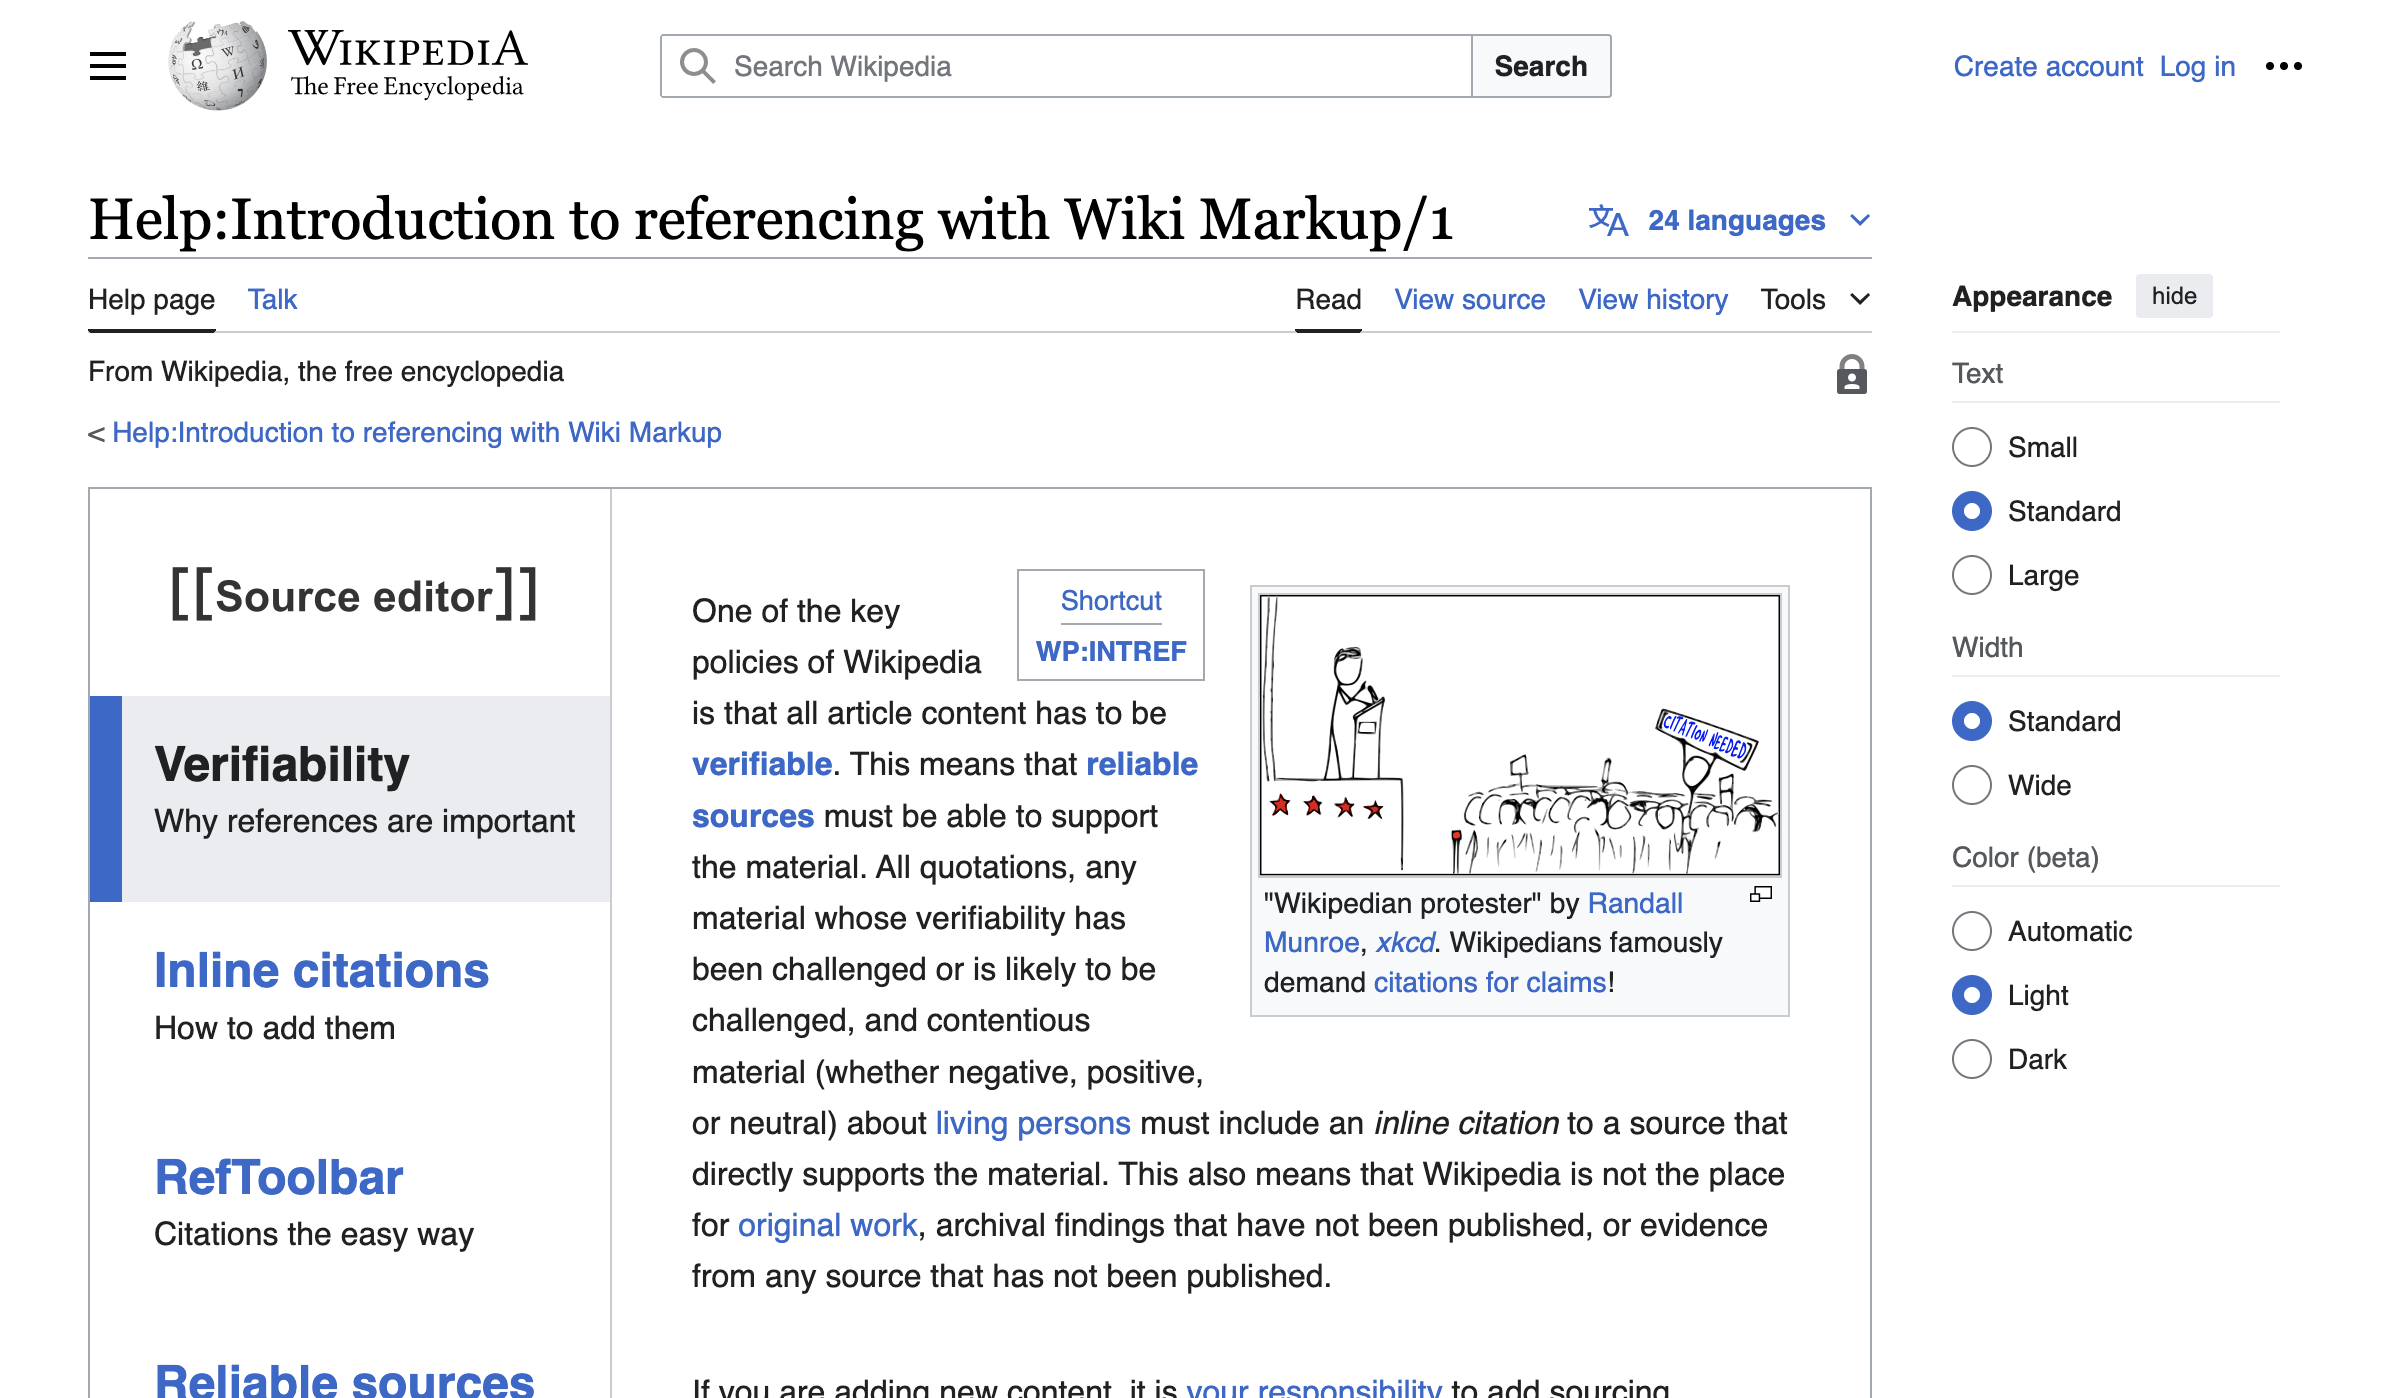 WIKIPEDIA
The Free Encyclopedia
Search Wikipedia
Search
Create account Log in
Help:Introduction to referencing with Wiki Markup/1
24 languages
Help page Talk
Read View source View history Tools
From Wikipedia, the free encyclopedia
< Help:Introduction to referencing with Wiki Markup
[[Source editor]]
Verifiability
Why references are important
Inline citations
How to add them
RefToolbar
Citations the easy way
Reliable sources
Shortcut
WP:INTREF
One of the key
policies of Wikipedia
is that all article content has to be
verifiable. This means that reliable
sources must be able to support
the material. All quotations, any
material whose verifiability has
been challenged or is likely to be
challenged, and contentious
material (whether negative, positive,
or neutral) about living persons must include an inline citation to a source that
directly supports the material. This also means that Wikipedia is not the place
for original work, archival findings that have not been published, or evidence
from any source that has not been published.
If you are adding new content, it is your responsibility to add sourcing
CITATION NEEDED
"Wikipedian protester" by Randall
Munroe, xkcd. Wikipedians famously
demand citations for claims!
Appearance hide
Text
Small
Standard
Large
Width
Standard
Wide
Color (beta)
Automatic
Light
Dark